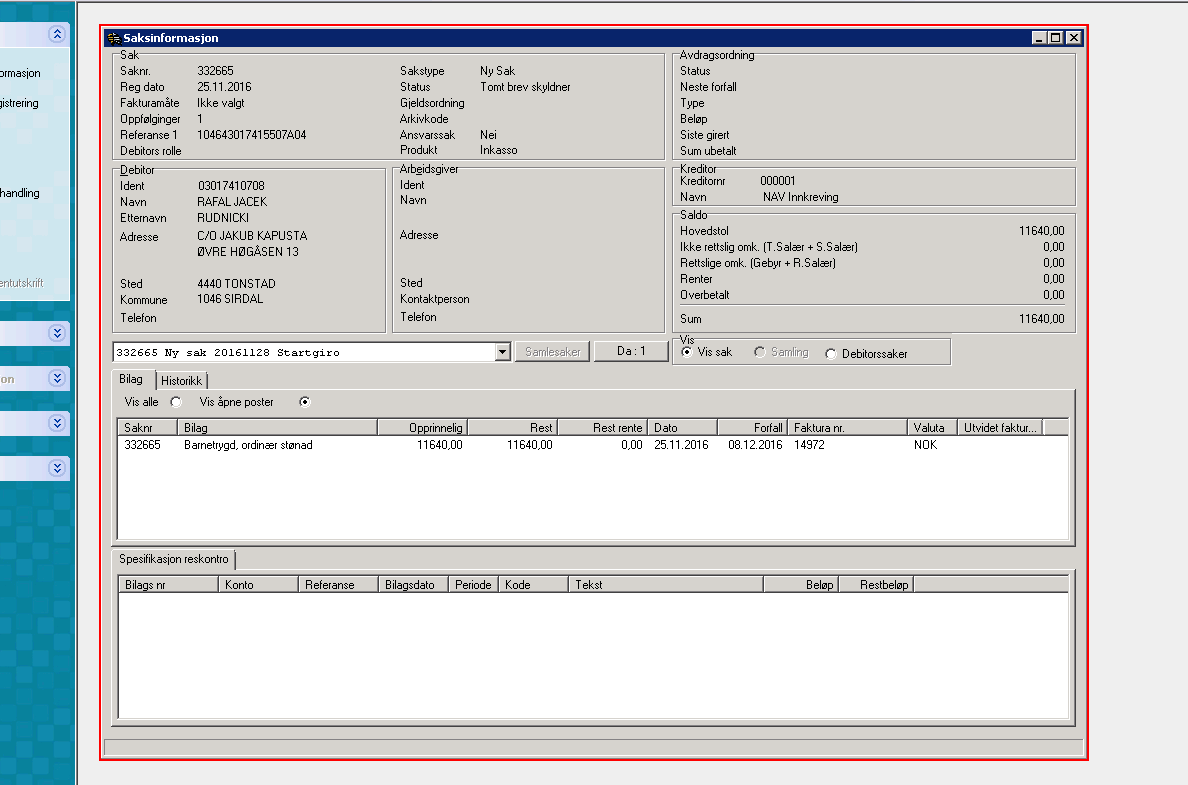 Saksinformasjon
ormasjon
gistrering
handling
entutskrift
on
Sak
Saknr. 332665 Sakstype Ny Sak
Reg dato 25.11.2016 Status Tomt brev skyldner
Fakturamåte Ikke valgt Gjeldsordning
Oppfølginger 1 Arkivkode
Referanse 1 104643017415507A04 Ansvarssak Nei
Debitors rolle Produkt Inkasso
Avdragsordning
Status
Neste forfall
Type
Beløp
Siste girert
Sum ubetalt
Debitor
Ident 03017410708
Navn RAFAL JACEK
Etternavn RUDNICKI
Adresse C/O JAKUB KAPUSTA
ØVRE HØGÅSEN 13
Sted 4440 TONSTAD
Kommune 1046 SIRDAL
Telefon
Arbeidsgiver
Ident
Navn
Adresse
Sted
Kontaktperson
Telefon
Kreditor
Kreditornr 000001
Navn NAV Innkreving
Saldo
Hovedstol 11640,00
Ikke rettslig omk. (T.Salær + S.Salær) 0,00
Rettslige omk. (Gebyr + R.Salær) 0,00
Renter 0,00
Overbetalt 0,00
Sum 11640,00
332665 Ny sak 20161128 Startgiro Samlesaker Da : 1
Vis
Vis sak Samling Debitorssaker
Bilag Historikk
Vis alle Vis åpne poster
Saknr Bilag Opprinnelig Rest Rest rente Dato Forfall Faktura nr. Valuta Utvidet faktur...
332665 Barnetrygd, ordinær stønad 11640,00 11640,00 0,00 25.11.2016 08.12.2016 14972 NOK
Spesifikasjon reskontro
Bilags nr Konto Referanse Bilagsdato Periode Kode Tekst Beløp Restbeløp